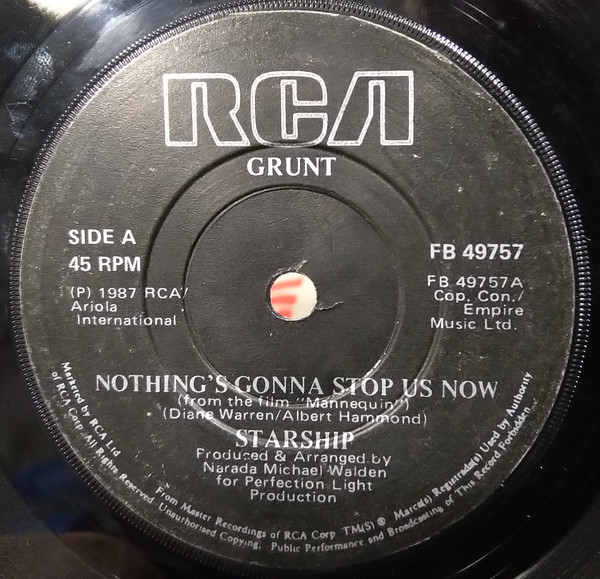 RCA
GRUNT
SIDE A
45 RPM
(P) 1987 RCA/
Ariola
International
FB 49757
FB 49757A
Cop. Con./
Empire
Music Ltd.
NOTHING'S GONNA STOP US NOW
(from the film "Mannequin")
(Diane Warren/Albert Hammond)
STARSHIP
Produced & Arranged by
Narada Michael Walden
for Perfection Light
Production
Marketed by RCA Ltd
of RCA Corp All Rights Reserved
From Master Recordings of RCA Corp TM(S) ® Marca(s) Registrada(s) Used by Authority
Unauthorised Copying, Public Performance and Broadcasting of This Record Forbidden